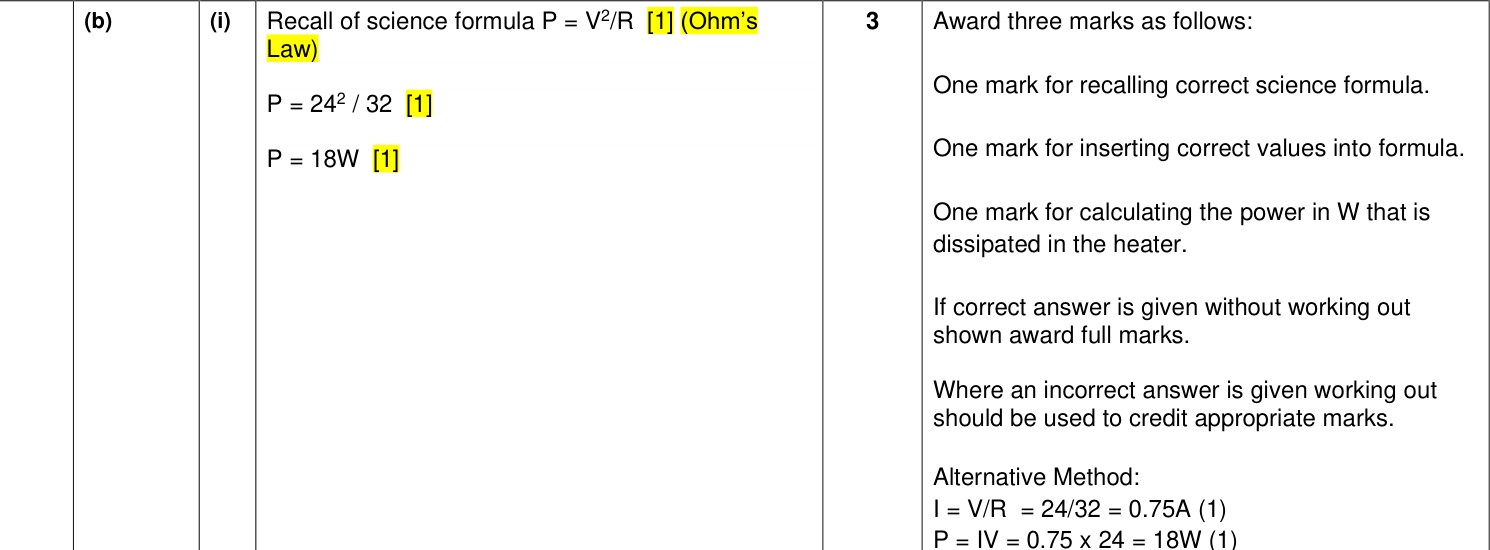 (b)
(i)
Recall of science formula P = V²/R [1] (Ohm's
Law)
P = 24² / 32 [1]
P = 18W [1]
3
Award three marks as follows:
One mark for recalling correct science formula.
One mark for inserting correct values into formula.
One mark for calculating the power in W that is
dissipated in the heater.
If correct answer is given without working out
shown award full marks.
Where an incorrect answer is given working out
should be used to credit appropriate marks.
Alternative Method:
I = V/R = 24/32 = 0.75A (1)
P = IV = 0.75 x 24 = 18W (1)